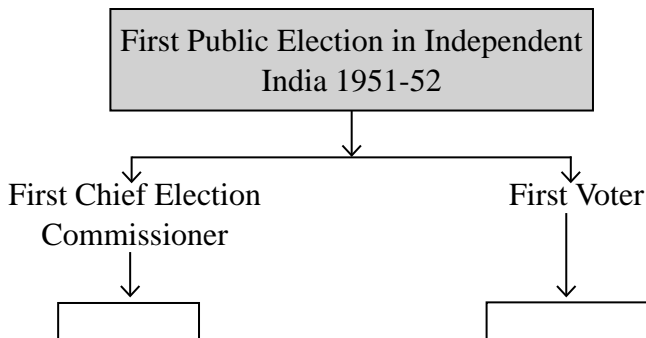 First Public Election in Independent
India 1951-52
First Chief Election
Commissioner
First Voter